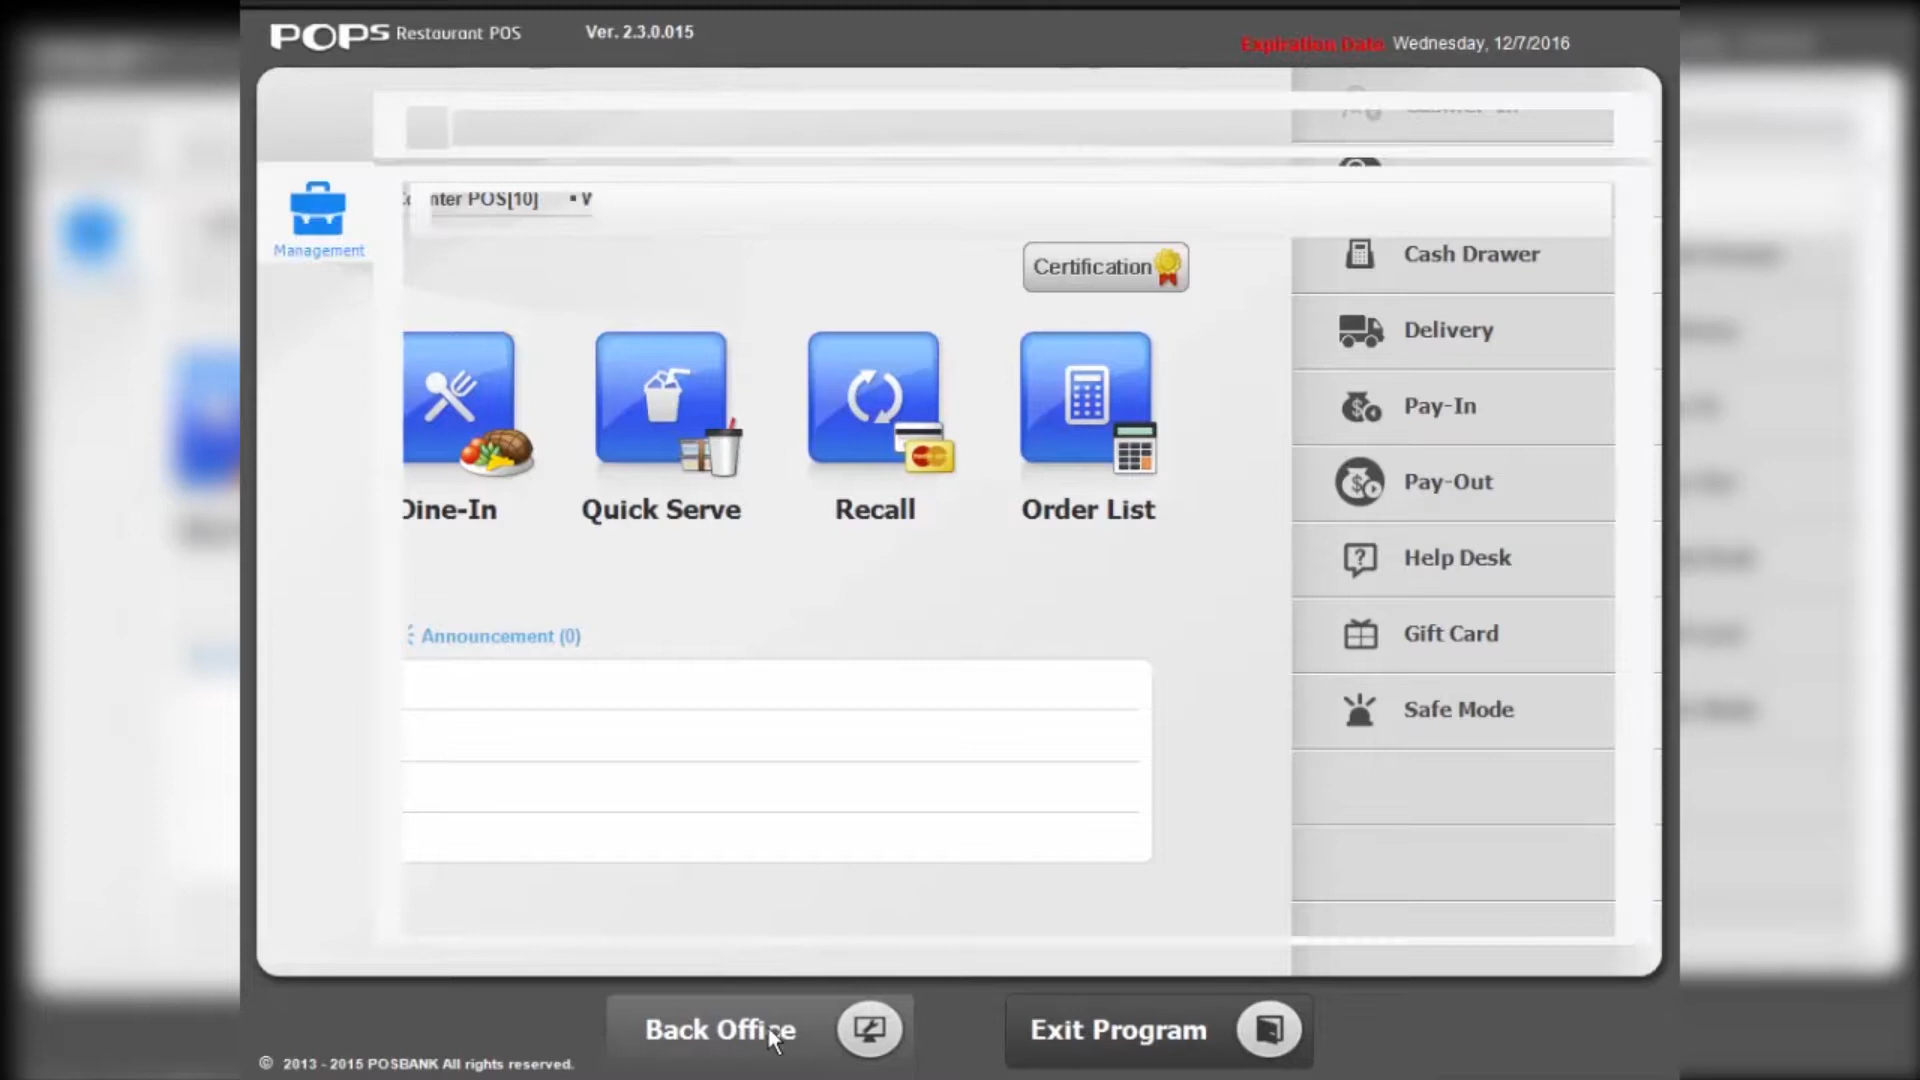 POPS Restaurant POS
Ver. 2.3.0.015
Expiration Date Wednesday, 12/7/2016
Management
nter POS[10]
Certification
Cash Drawer
Dine-In
Quick Serve
Recall
Order List
Delivery
Pay-In
Pay-Out
Help Desk
Gift Card
Safe Mode
Announcement (0)
Back Office
Exit Program
© 2013 - 2015 POSBANK All rights reserved.